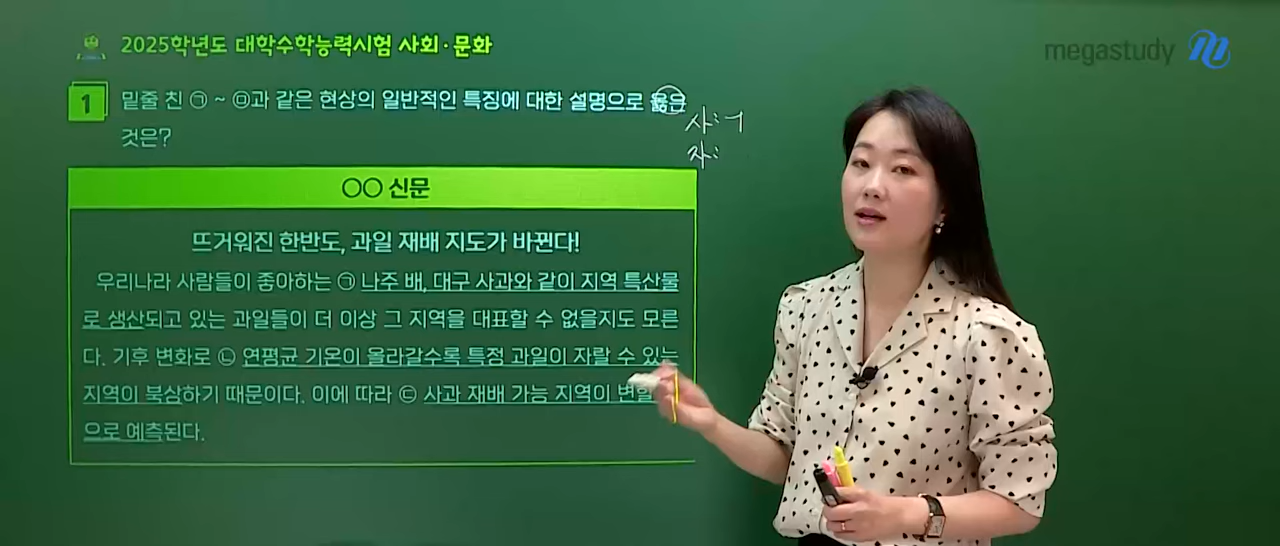 2025학년도 대학수학능력시험 사회·문화
megastudy
1 밑줄 친 ㉠ ~ ㉤과 같은 현상의 일반적인 특징에 대한 설명으로 옳은
것은?
사:ㄱ
자:
○○ 신문
뜨거워진 한반도, 과일 재배 지도가 바뀐다!
우리나라 사람들이 좋아하는 ㉠ 나주 배, 대구 사과와 같이 지역 특산물
로 생산되고 있는 과일들이 더 이상 그 지역을 대표할 수 없을지도 모른
다. 기후 변화로 ㉡ 연평균 기온이 올라갈수록 특정 과일이 자랄 수 있는
지역이 북상하기 때문이다. 이에 따라 ㉢ 사과 재배 가능 지역이 변할
으로 예측된다.